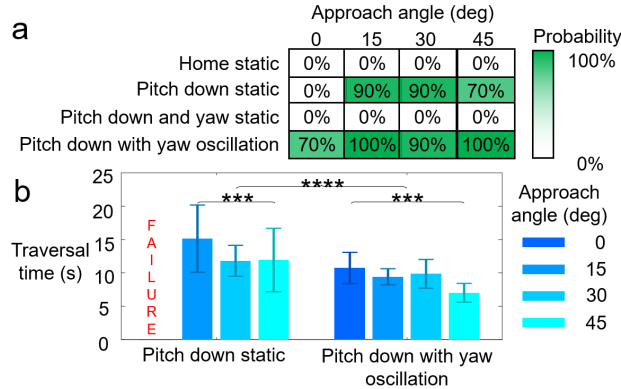 a
Approach angle (deg)
0 15 30 45
Home static 0% 0% 0% 0%
Pitch down static 0% 90% 90% 70%
Pitch down and yaw static 0% 0% 0% 0%
Pitch down with yaw oscillation 70% 100% 90% 100%
Probability
100%
0%
b
Traversal
time (s)
25
20
15
10
5
0
FAILURE
***
****
***
Pitch down static
Pitch down with yaw
oscillation
Approach
angle (deg)
0
15
30
45